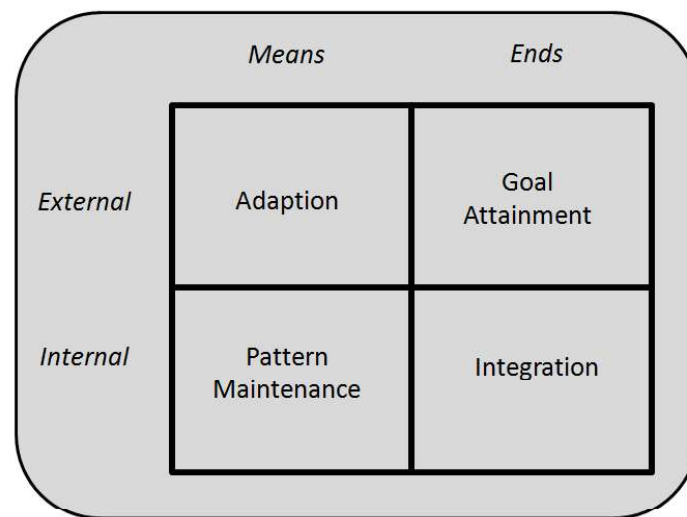 Means Ends
External Adaption Goal
Attainment
Internal Pattern
Maintenance Integration